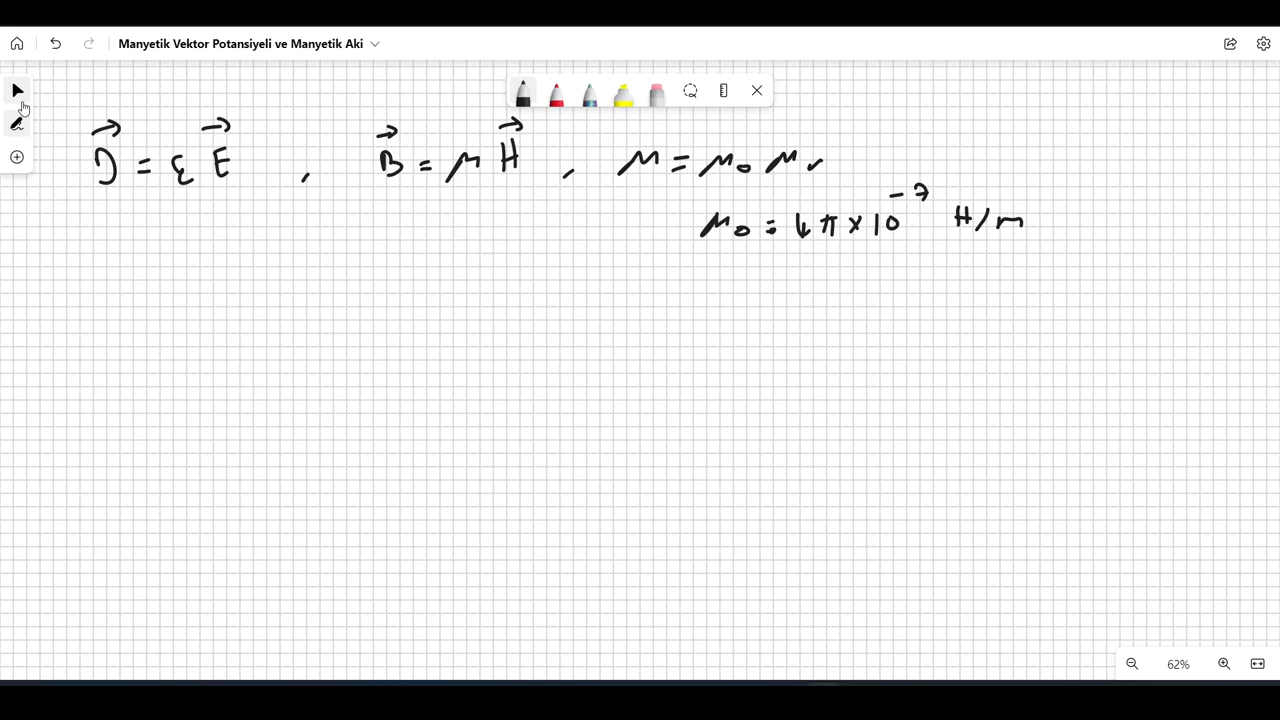 Manyetik Vektor Potansiyeli ve Manyetik Aki
D⃗ = ε E⃗ , B⃗ = μ H⃗ , μ = μ₀ μᵣ
μ₀ = 4π × 10⁻⁷ H/m
62%